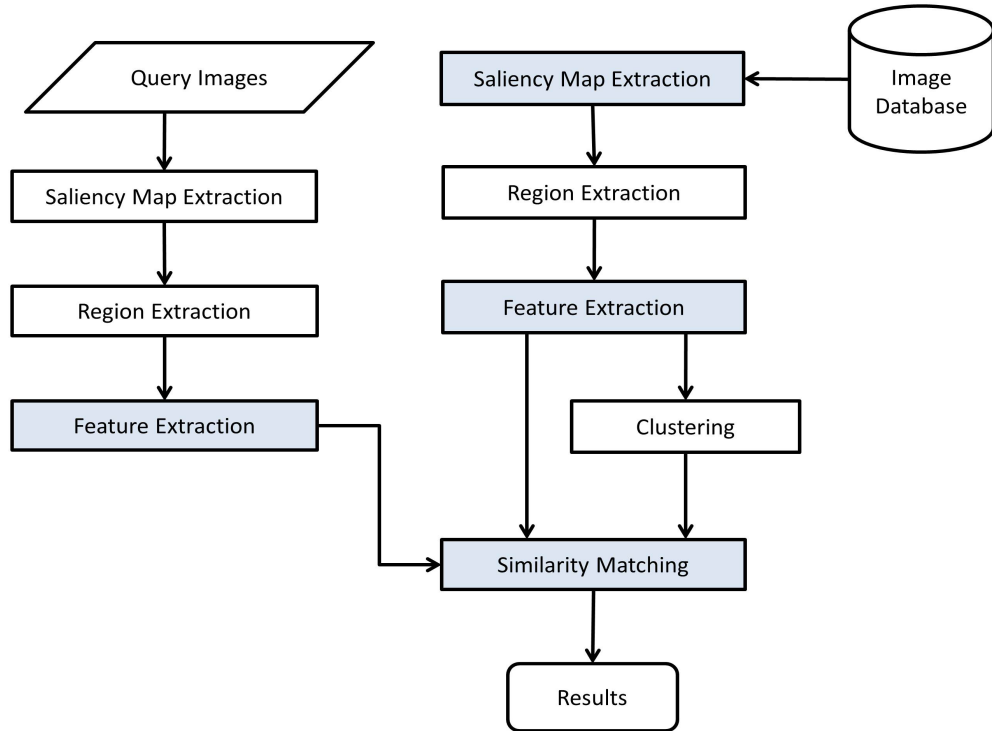 Query Images
Saliency Map Extraction
Region Extraction
Feature Extraction
Saliency Map Extraction
Image
Database
Region Extraction
Feature Extraction
Clustering
Similarity Matching
Results